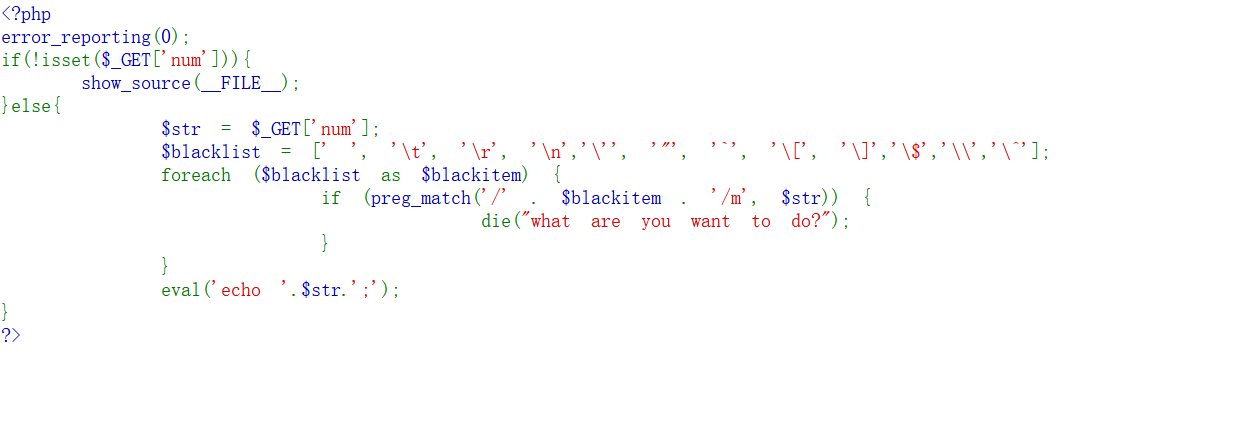 <?php
error_reporting(0);
if(!isset($_GET['num'])){
        show_source(__FILE__);
}else{
                $str = $_GET['num'];
                $blacklist = [' ', '\t', '\r', '\n','\'', '"', '`', '\[', '\]','\$','\\','\^'];
                foreach ($blacklist as $blackitem) {
                                if (preg_match('/' . $blackitem . '/m', $str)) {
                                                die("what are you want to do?");
                                }
                }
                eval('echo '.$str.';');
}
?>